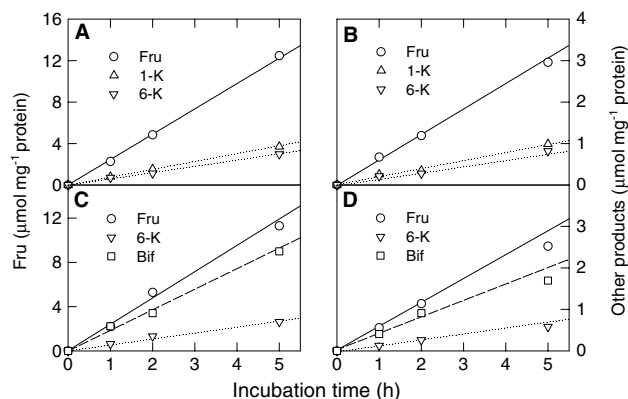 A
Fru
1-K
6-K
16
12
8
4
0
B
Fru
1-K
6-K
4
3
2
1
0
C
Fru
6-K
Bif
12
8
4
0
D
Fru
6-K
Bif
3
2
1
0
0 1 2 3 4 5
0 1 2 3 4 5
Fru (µmol mg⁻¹ protein)
Other products (µmol mg⁻¹ protein)
Incubation time (h)